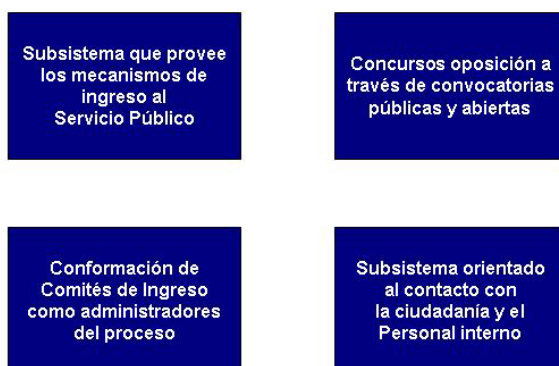 Subsistema que provee
los mecanismos de
ingreso al
Servicio Público
Concursos oposición a
través de convocatorias
públicas y abiertas
Conformación de
Comités de Ingreso
como administradores
del proceso
Subsistema orientado
al contacto con
la ciudadanía y el
Personal interno